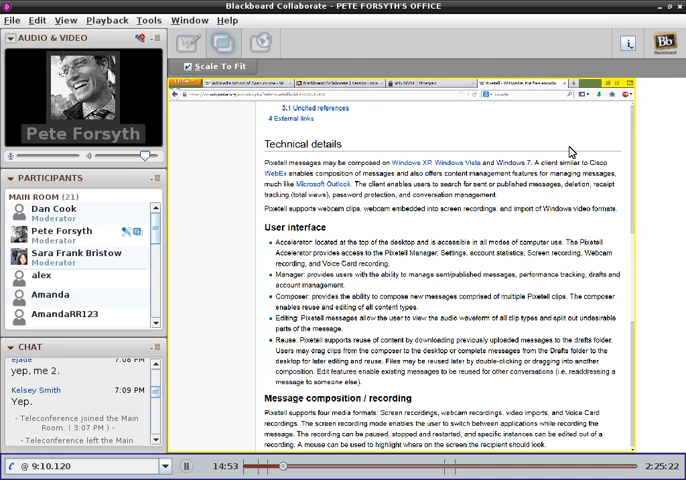 Blackboard Collaborate - PETE FORSYTH'S OFFICE
File Edit View Playback Tools Window Help
AUDIO & VIDEO
Scale To Fit
Bb
Pete Forsyth
PARTICIPANTS
MAIN ROOM (21)
Dan Cook
Moderator
Pete Forsyth
Moderator
Sara Frank Bristow
Moderator
alex
Amanda
AmandaRR123
CHAT
ejade 7:08 PM
yep, me 2.
Kelsey Smith 7:09 PM
Yep.
- Teleconference joined the Main
Room. ( 3:07 PM ) -
- Teleconference left the Main
3.1 Uncited references
4 External links
Technical details
Pixetell messages may be composed on Windows XP, Windows Vista and Windows 7. A client similar to Cisco
WebEx enables composition of messages and also offers content management features for managing messages,
much like Microsoft Outlook. The client enables users to search for sent or published messages, deletion, receipt
tracking (total views), password protection, and conversation management.
Pixetell supports webcam clips, webcam embedded into screen recordings, and import of Windows video formats.
User interface
Accelerator: located at the top of the desktop and is accessible in all modes of computer use. The Pixetell
Accelerator provides access to the Pixetell Manager, Settings, account statistics, Screen recording, Webcam
recording, and Voice Card recording.
Manager: provides users with the ability to manage sent/published messages, performance tracking, drafts and
account management.
Composer: provides the ability to compose new messages comprised of multiple Pixetell clips. The composer
enables reuse and editing of all content types.
Editing: Pixetell messages allow the user to view the audio waveform of all clip types and split out undesirable
parts of the message.
Reuse: Pixetell supports reuse of content by downloading previously uploaded messages to the drafts folder.
Users may drag clips from the composer to the desktop or complete messages from the Drafts folder to the
desktop for later editing and reuse. Files may be reused later by double-clicking or dragging into another
composition. Edit features enable existing messages to be reused for other conversations (i.e. readdressing a
message to someone else).
Message composition / recording
Pixetell supports four media formats: Screen recordings, webcam recordings, video imports, and Voice Card
recordings. The screen recording mode enables the user to switch between applications while recording the
message. The recording can be paused, stopped and restarted, and specific instances can be edited out of a
recording. A mouse can be used to highlight where on the screen the recipient should look.
@ 9:10.120
14:53
2:25:22